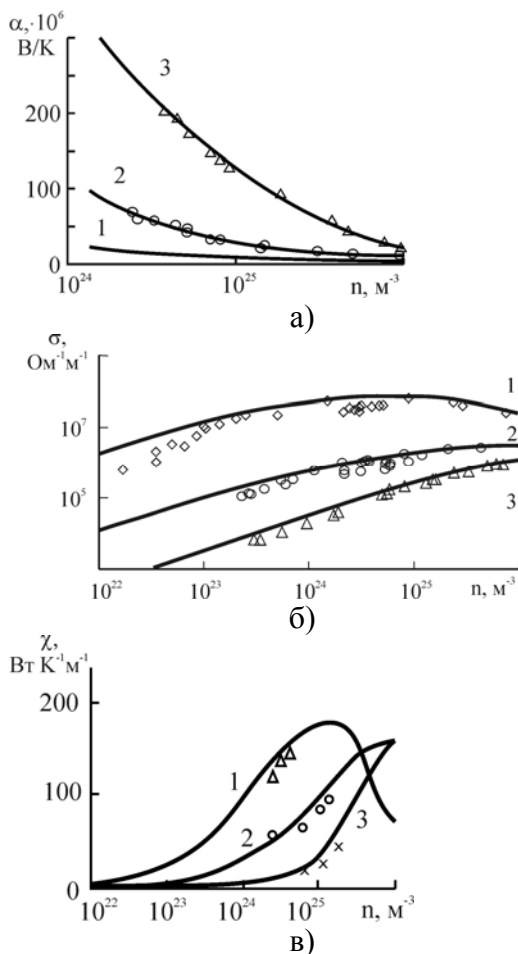 α,·10⁶
В/К
200
100
0
3
2
1
10²⁴
10²⁵
n, м⁻³
а)
σ,
Ом⁻¹м⁻¹
10⁷
10⁵
1
2
3
10²²
10²³
10²⁴
10²⁵
n, м⁻³
б)
χ,
Вт К⁻¹м⁻¹
200
100
0
1
2
3
10²²
10²³
10²⁴
10²⁵
n, м⁻³
в)